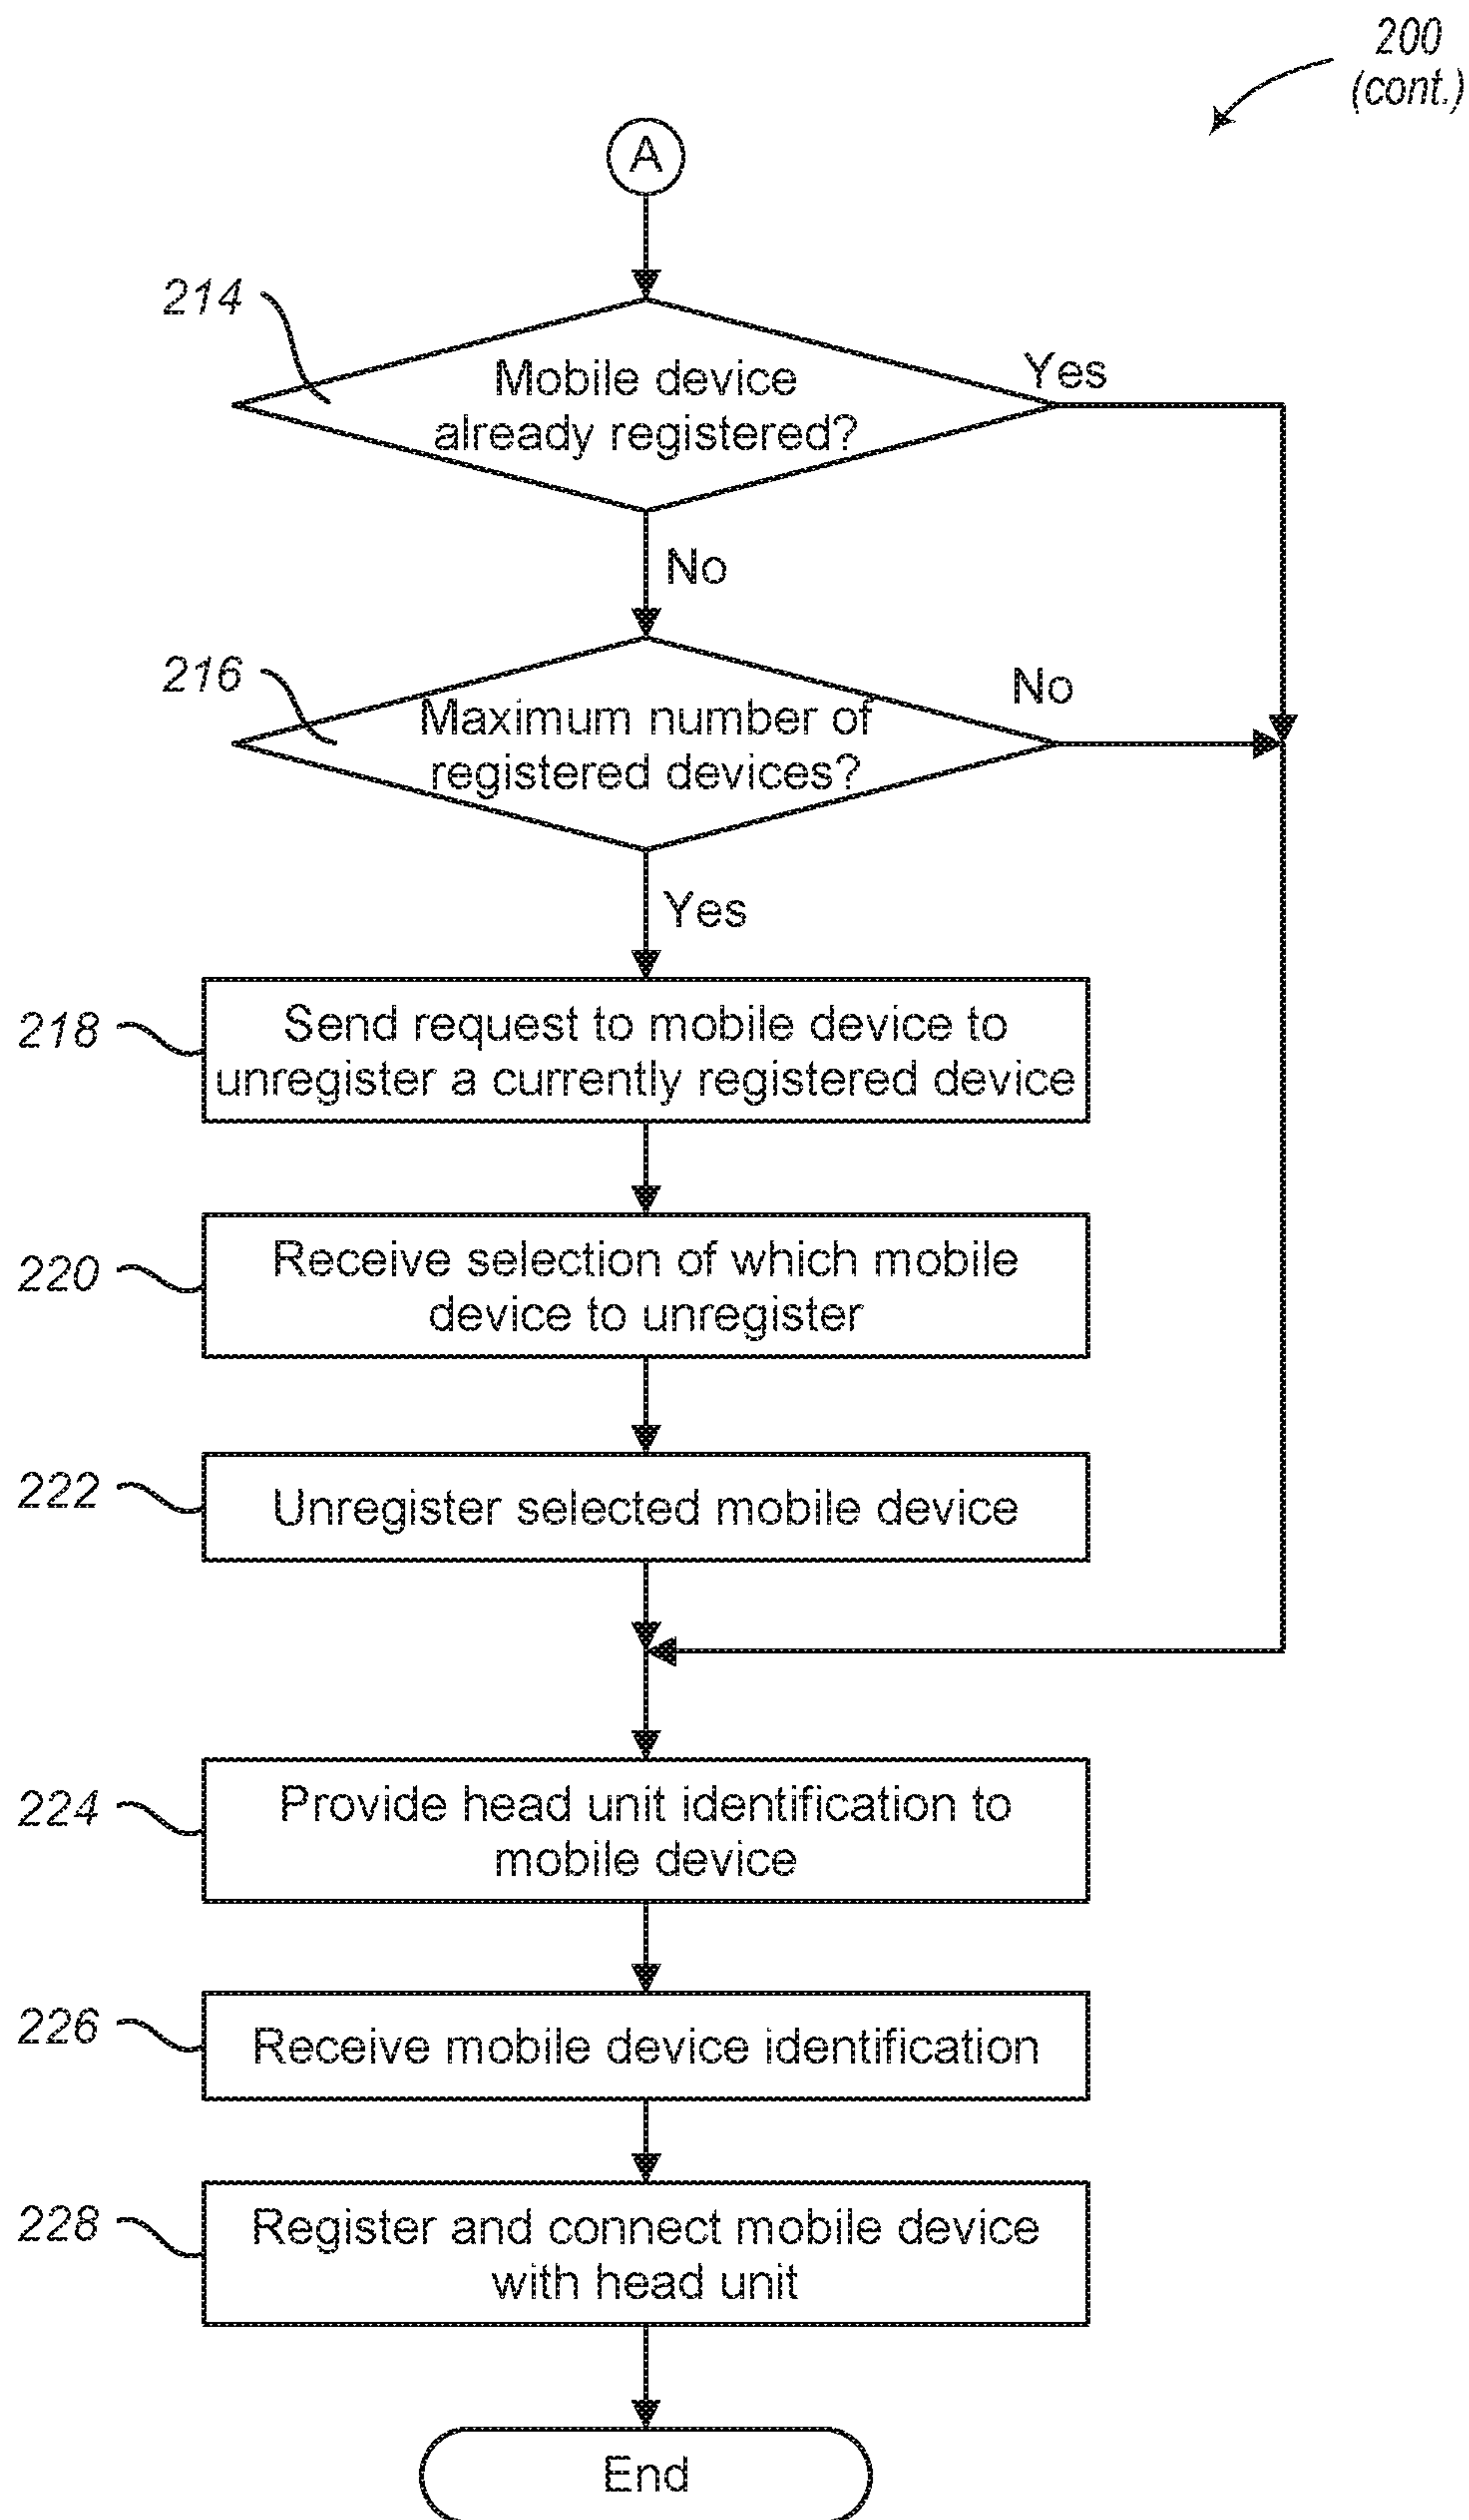 200
(cont.)
A
214
Mobile device
already registered?
Yes
No
216
Maximum number of
registered devices?
No
Yes
218
Send request to mobile device to
unregister a currently registered device
220
Receive selection of which mobile
device to unregister
222
Unregister selected mobile device
224
Provide head unit identification to
mobile device
226
Receive mobile device identification
228
Register and connect mobile device
with head unit
End